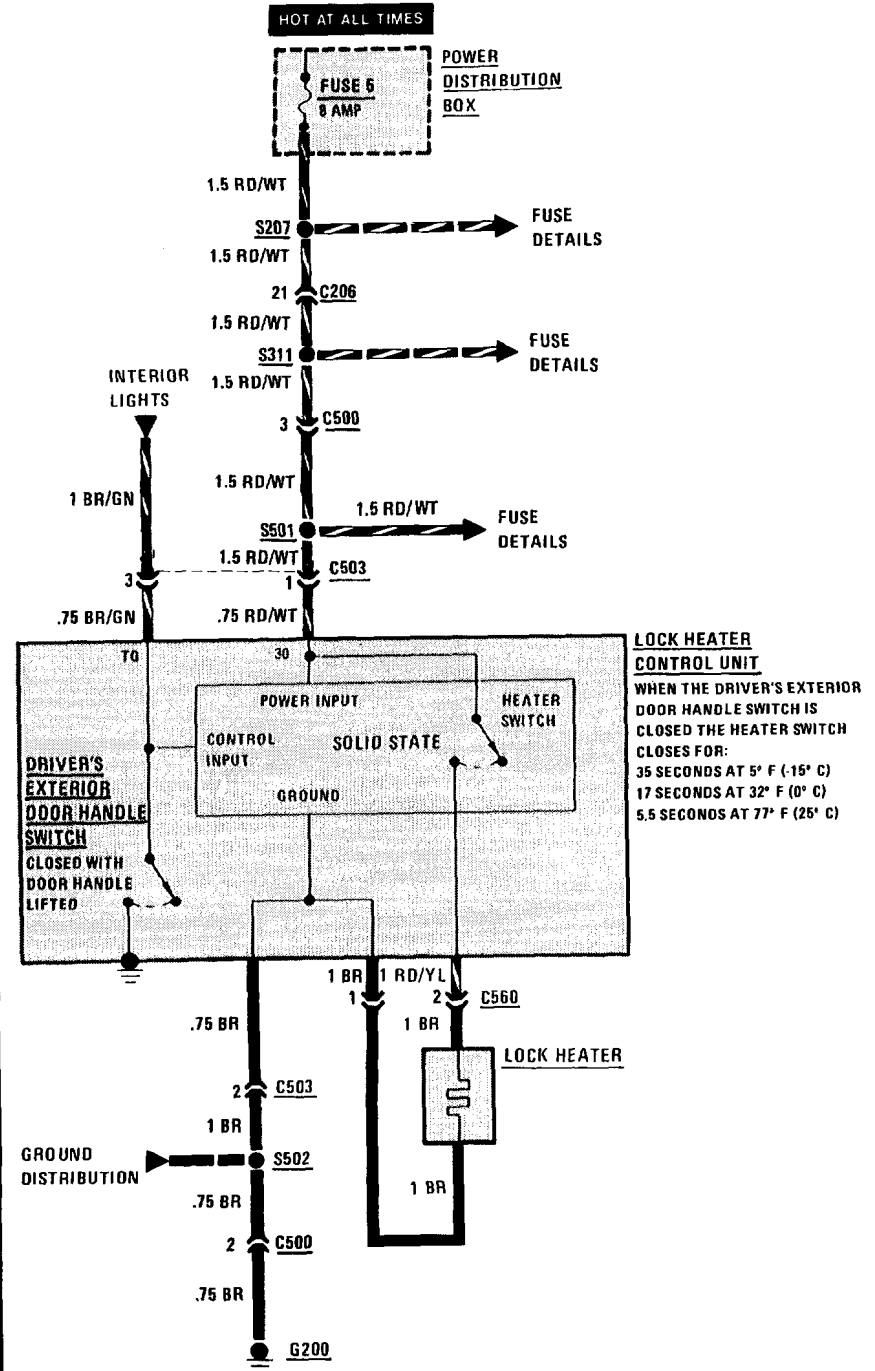 HOT AT ALL TIMES
POWER
DISTRIBUTION
BOX
FUSE 5
8 AMP
1.5 RD/WT
S207
FUSE
DETAILS
1.5 RD/WT
21
C206
1.5 RD/WT
S311
FUSE
DETAILS
1.5 RD/WT
INTERIOR
LIGHTS
3
C500
1 BR/GN
1.5 RD/WT
S501
1.5 RD/WT
FUSE
DETAILS
1.5 RD/WT
C503
3
1
.75 BR/GN
.75 RD/WT
TO
30
LOCK HEATER
CONTROL UNIT
WHEN THE DRIVER'S EXTERIOR
DOOR HANDLE SWITCH IS
CLOSED THE HEATER SWITCH
CLOSES FOR:
35 SECONDS AT 5° F (-15° C)
17 SECONDS AT 32° F (0° C)
5.5 SECONDS AT 77° F (25° C)
POWER INPUT
HEATER
SWITCH
CONTROL
INPUT
SOLID STATE
GROUND
DRIVER'S
EXTERIOR
DOOR HANDLE
SWITCH
CLOSED WITH
DOOR HANDLE
LIFTED
1 BR
1 RD/YL
1
2
C560
.75 BR
1 BR
LOCK HEATER
2
C503
1 BR
GROUND
DISTRIBUTION
S502
.75 BR
1 BR
2
C500
.75 BR
G200